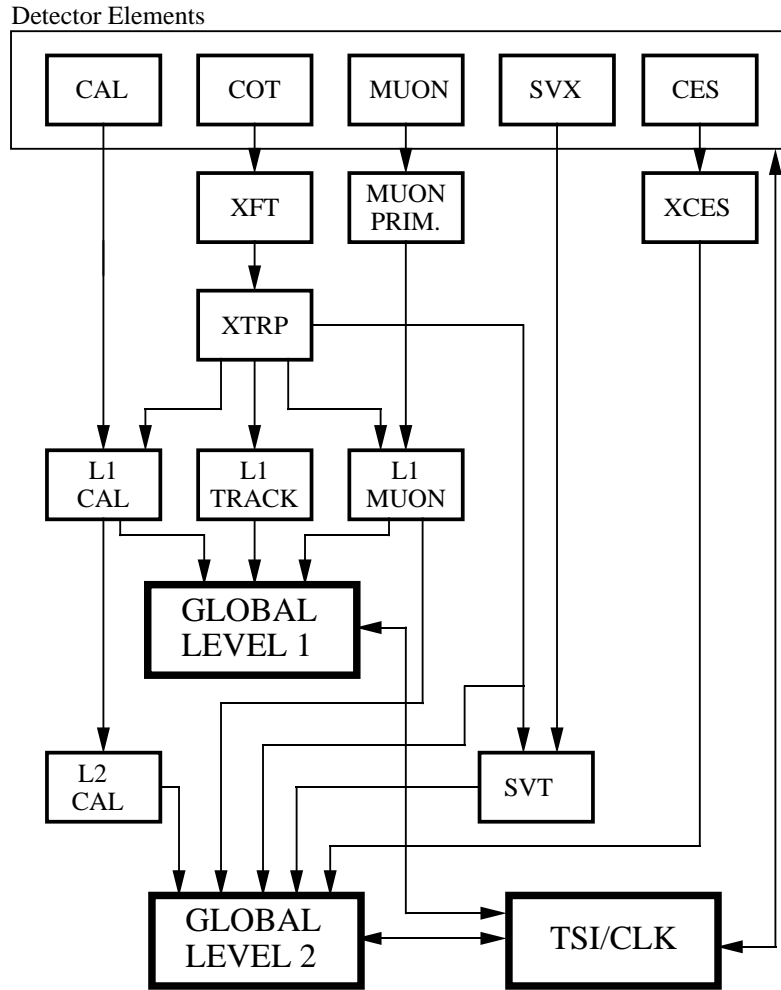 Detector Elements
CAL
COT
MUON
SVX
CES
XFT
MUON
PRIM.
XCES
XTRP
L1
CAL
L1
TRACK
L1
MUON
GLOBAL
LEVEL 1
L2
CAL
SVT
GLOBAL
LEVEL 2
TSI/CLK